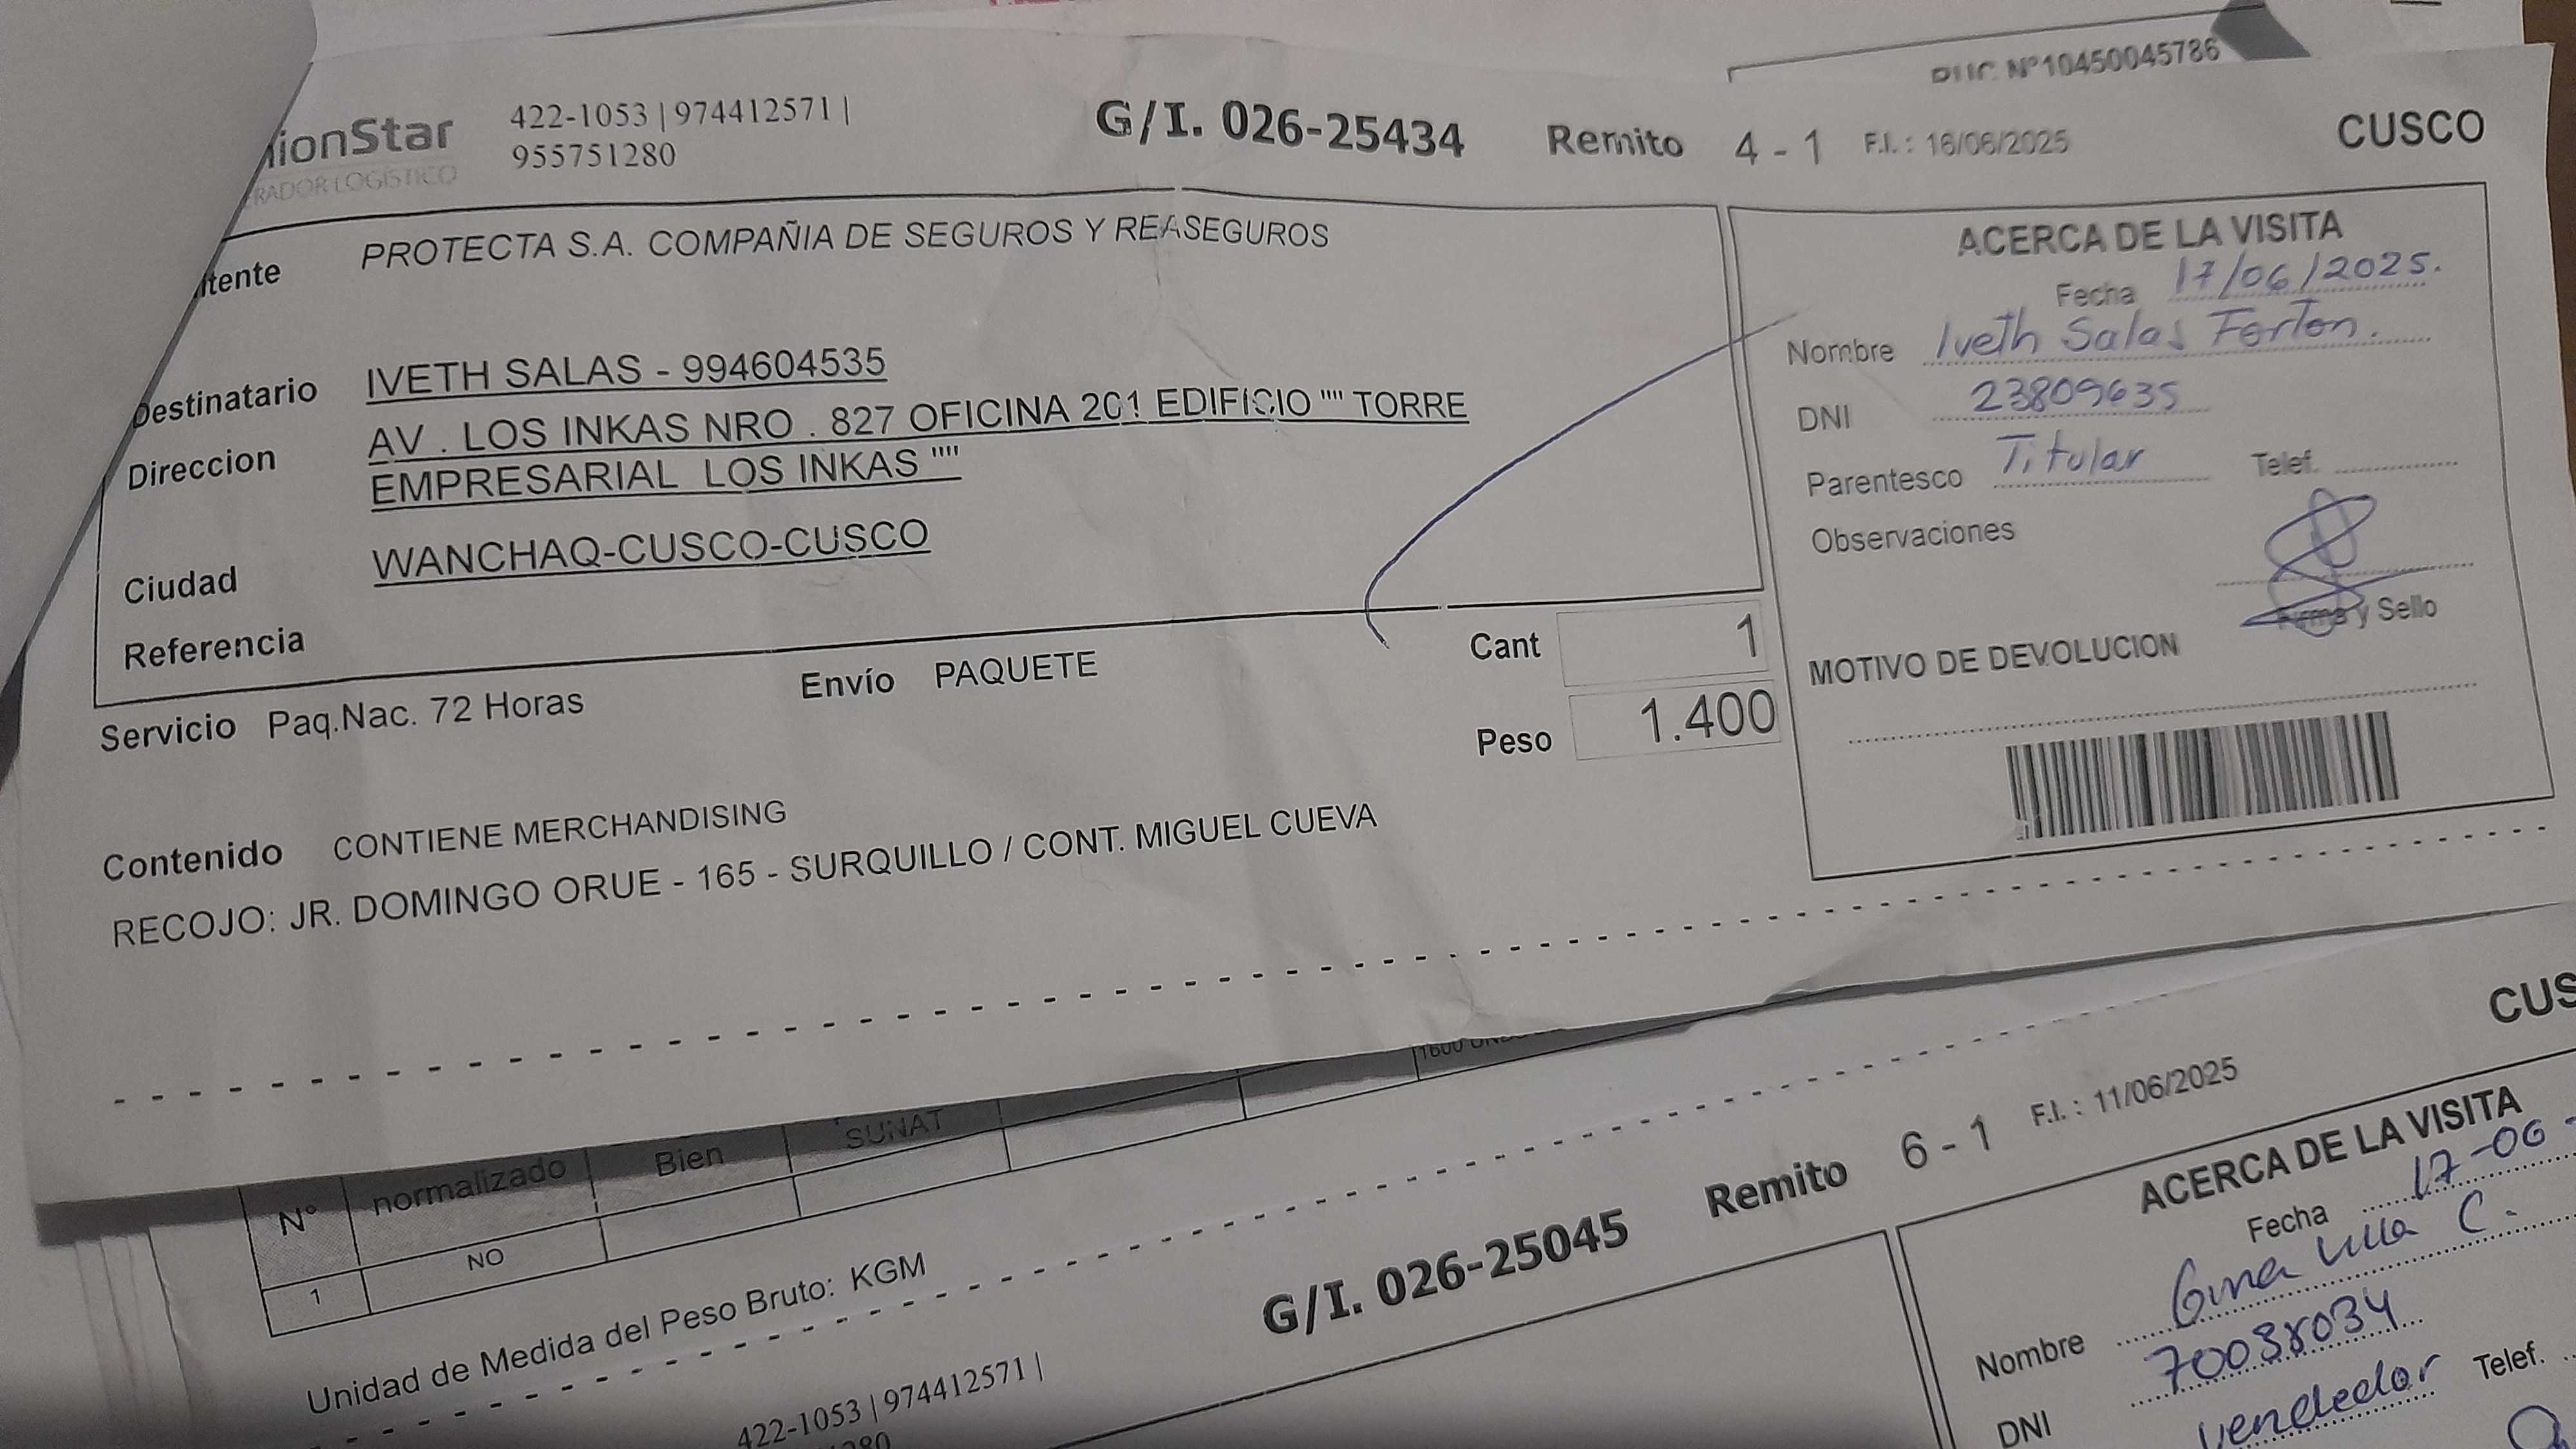 RUC N°10450045786
ionStar
RADOR LOGÍSTICO
422-1053 | 974412571 |
955751280
G/I. 026-25434
Remito 4 - 1
F.I. : 16/06/2025
CUSCO
itente PROTECTA S.A. COMPAÑIA DE SEGUROS Y REASEGUROS
Destinatario IVETH SALAS - 994604535
Direccion AV . LOS INKAS NRO . 827 OFICINA 201 EDIFICIO "" TORRE
EMPRESARIAL LOS INKAS ""
Ciudad WANCHAQ-CUSCO-CUSCO
Referencia
Servicio Paq.Nac. 72 Horas
Envío PAQUETE
Cant 1
Peso 1.400
Contenido CONTIENE MERCHANDISING
RECOJO: JR. DOMINGO ORUE - 165 - SURQUILLO / CONT. MIGUEL CUEVA
ACERCA DE LA VISITA
Fecha 17/06/2025.
Nombre Iveth Salas Ferton.
DNI 23809635
Parentesco Titular Telef.
Observaciones
Firma y Sello
MOTIVO DE DEVOLUCION
N° normalizado Bien SUNAT
1 NO
Unidad de Medida del Peso Bruto: KGM
422-1053 | 974412571 |
G/I. 026-25045
Remito 6 - 1
F.I. : 11/06/2025
CUS
ACERCA DE LA VISITA
Fecha 17-06-
Nombre C.
DNI 70038034
vendedor Telef.